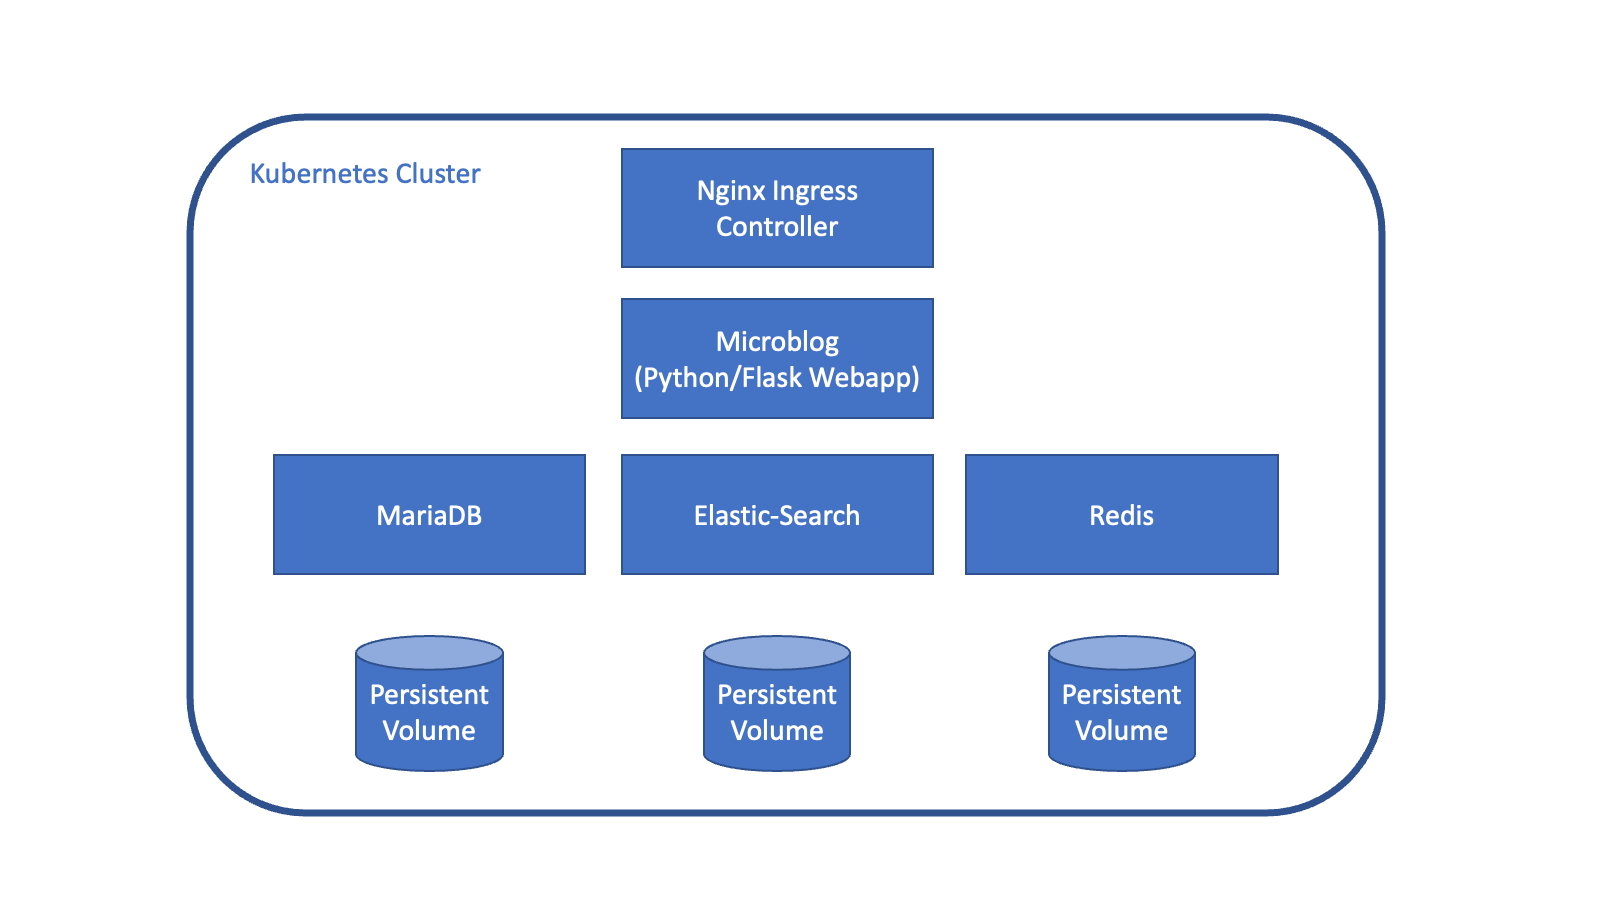 Kubernetes Cluster
Nginx Ingress
Controller
Microblog
(Python/Flask Webapp)
MariaDB
Elastic-Search
Redis
Persistent
Volume
Persistent
Volume
Persistent
Volume